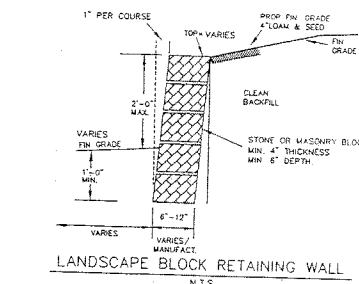 1" PER COURSE
TOP=VARIES
PROP FIN GRADE
4"LOAM & SEED
FIN
GRADE
2'-0"
MAX.
CLEAN
BACKFILL
STONE OR MASONRY BLOC
MIN. 4" THICKNESS
MIN 6" DEPTH.
VARIES
FIN GRADE
1'-0"
MIN.
6"-12"
VARIES
VARIES/
MANUFACT.
LANDSCAPE BLOCK RETAINING WALL
N.T.S.